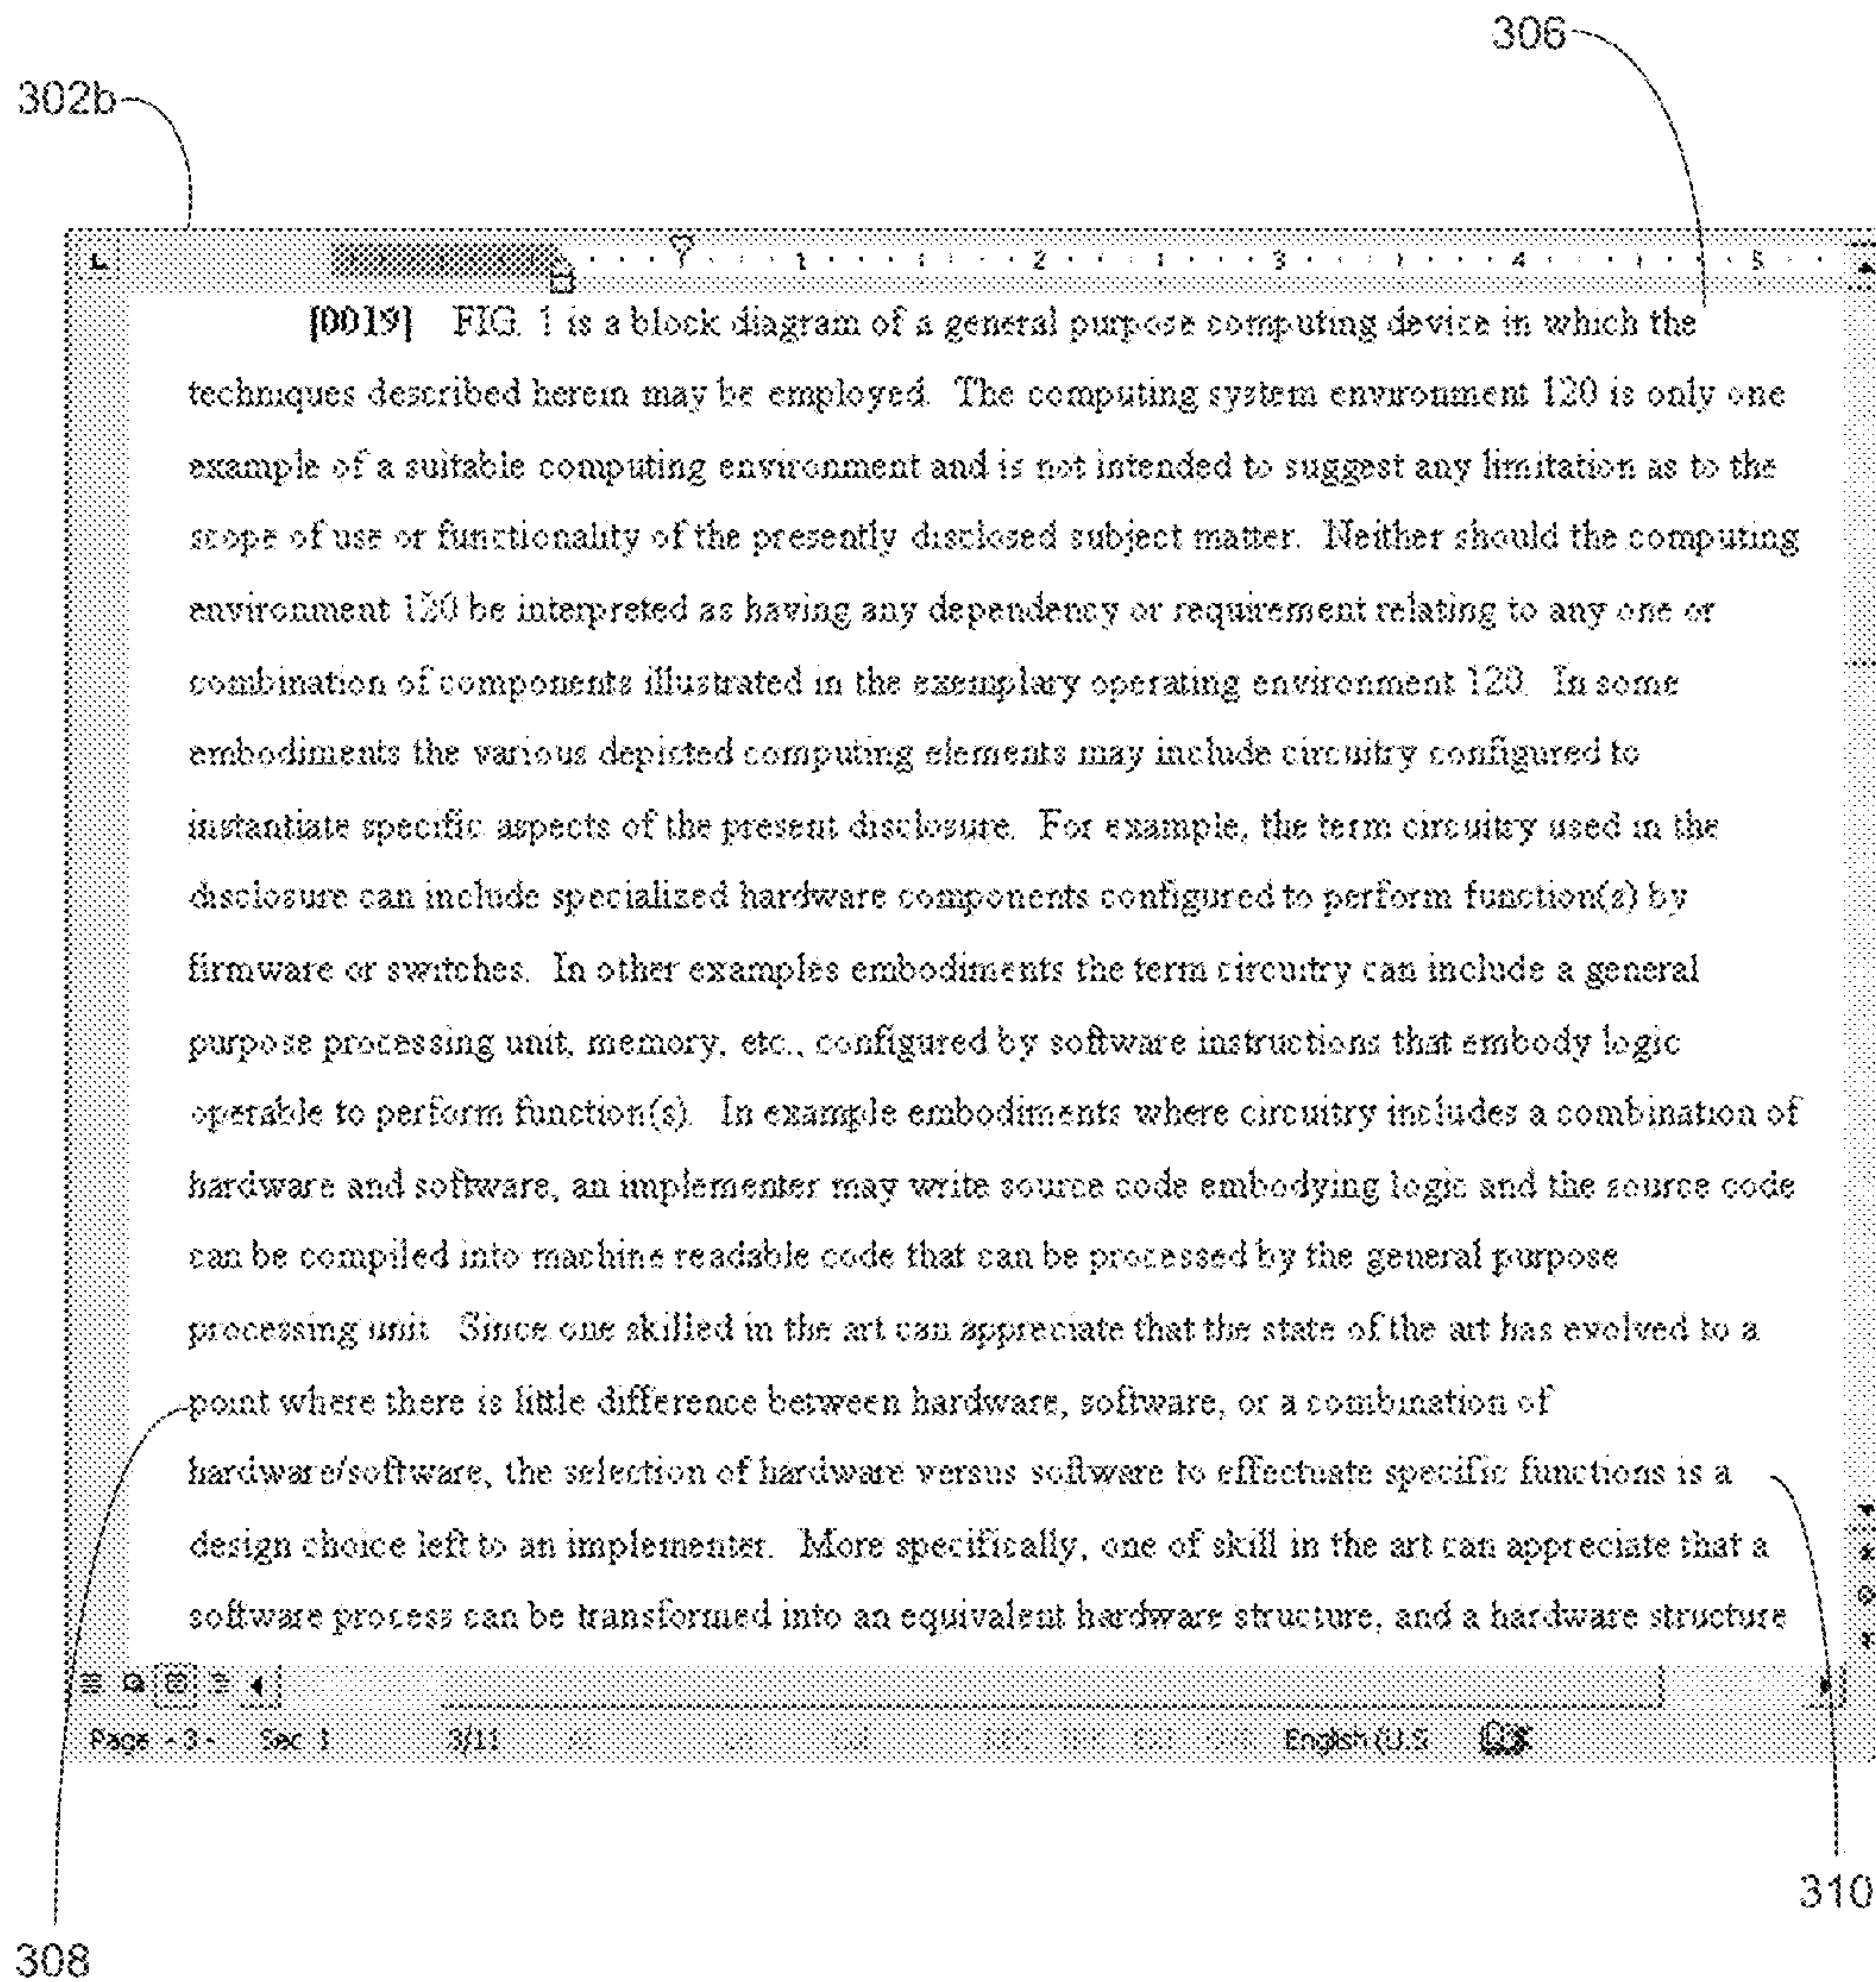 306
302b
1 2 3 4 5
[0019] FIG. 1 is a block diagram of a general purpose computing device in which the
techniques described herein may be employed. The computing system environment 120 is only one
example of a suitable computing environment and is not intended to suggest any limitation as to the
scope of use or functionality of the presently disclosed subject matter. Neither should the computing
environment 120 be interpreted as having any dependency or requirement relating to any one or
combination of components illustrated in the exemplary operating environment 120. In some
embodiments the various depicted computing elements may include circuitry configured to
instantiate specific aspects of the present disclosure. For example, the term circuitry used in the
disclosure can include specialized hardware components configured to perform function(s) by
firmware or switches. In other examples embodiments the term circuitry can include a general
purpose processing unit, memory, etc., configured by software instructions that embody logic
operable to perform function(s). In example embodiments where circuitry includes a combination of
hardware and software, an implementer may write source code embodying logic and the source code
can be compiled into machine readable code that can be processed by the general purpose
processing unit. Since one skilled in the art can appreciate that the state of the art has evolved to a
point where there is little difference between hardware, software, or a combination of
hardware/software, the selection of hardware versus software to effectuate specific functions is a
design choice left to an implementer. More specifically, one of skill in the art can appreciate that a
software process can be transformed into an equivalent hardware structure, and a hardware structure
Page - 3 - Sec 1 3/11 English (U.S
310
308